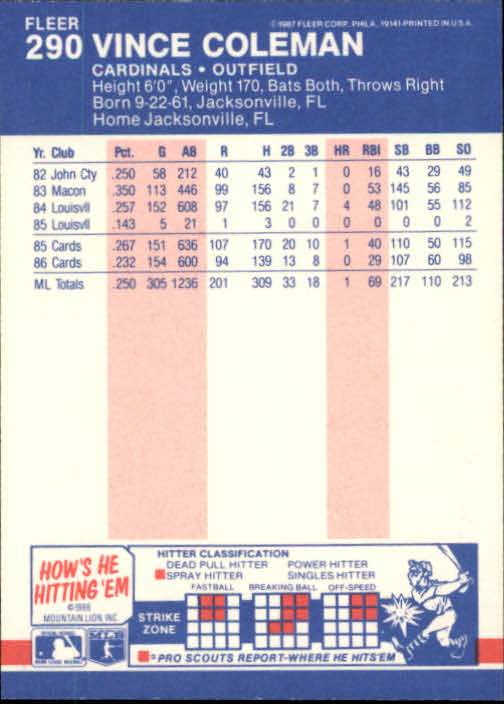 FLEER
©1987 FLEER CORP., PHILA. 19141-PRINTED IN U.S.A.
290 VINCE COLEMAN
CARDINALS • OUTFIELD
Height 6'0", Weight 170, Bats Both, Throws Right
Born 9-22-61, Jacksonville, FL
Home Jacksonville, FL
Yr. Club Pct. G AB R H 2B 3B HR RBI SB BB SO
82 John Cty .250 58 212 40 43 2 1 0 16 43 29 49
83 Macon .350 113 446 99 156 8 7 0 53 145 56 85
84 Louisvll .257 152 608 97 156 21 7 4 48 101 55 112
85 Louisvll .143 5 21 1 3 0 0 0 0 0 0 2
85 Cards .267 151 636 107 170 20 10 1 40 110 50 115
86 Cards .232 154 600 94 139 13 8 0 29 107 60 98
ML Totals .250 305 1236 201 309 33 18 1 69 217 110 213
HOW'S HE
HITTING 'EM
©1986
MOUNTAIN LION, INC.
HITTER CLASSIFICATION
DEAD PULL HITTER POWER HITTER
SPRAY HITTER SINGLES HITTER
FASTBALL BREAKING BALL OFF-SPEED
STRIKE
ZONE
= PRO SCOUTS REPORT-WHERE HE HITS'EM